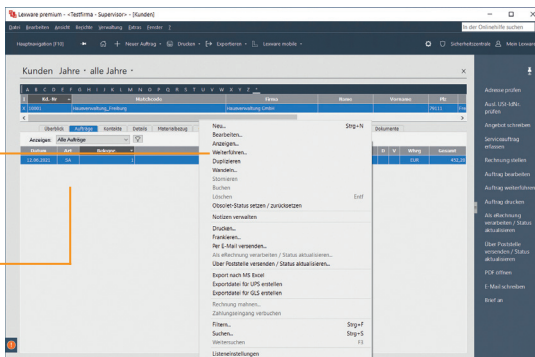 Lexware premium - <Testfirma - Supervisor> - [Kunden]
Datei Bearbeiten Ansicht Berichte Verwaltung Extras Fenster ?
In der Onlinehilfe suchen
Hauptnavigation (F10) + Neuer Auftrag Drucken Exportieren Lexware mobile
Sicherheitszentrale Mein Lexware
Kunden Jahre alle Jahre
A B C D E F G H I J K L M N O P Q R S T U V W X Y Z *
Kd.-Nr Matchcode Firma Name Vorname Plz
10001 Hausverwaltung, Freiburg Hausverwaltung GmbH 79111 Frei
Überblick Aufträge Kontakte Details Materialbezug Dokumente
Anzeigen: Alle Aufträge
Datum Art Belegnr. D V Whrg Gesamt
12.08.2021 SA 1 EUR 452,20
Neu... Strg+N
Bearbeiten...
Anzeigen...
Weiterführen...
Duplizieren
Wandeln...
Stornieren
Buchen
Löschen Entf
Obsolet-Status setzen / zurücksetzen
Notizen verwalten
Drucken...
Frankieren...
Per E-Mail versenden...
Als eRechnung verarbeiten / Status aktualisieren...
Über Poststelle versenden / Status aktualisieren...
Export nach MS Excel
Exportdatei für UPS erstellen
Exportdatei für GLS erstellen
Rechnung mahnen...
Zahlungseingang verbuchen
Filtern... Strg+F
Suchen... Strg+S
Weitersuchen F3
Listeneinstellungen
Adresse prüfen
Ausl. USt-IdNr.
prüfen
Angebot schreiben
Serviceauftrag
erfassen
Rechnung stellen
Auftrag bearbeiten
Auftrag weiterführen
Auftrag drucken
Als eRechnung
verarbeiten / Status
aktualisieren
Über Poststelle
versenden / Status
aktualisieren
PDF öffnen
E-Mail schreiben
Brief an